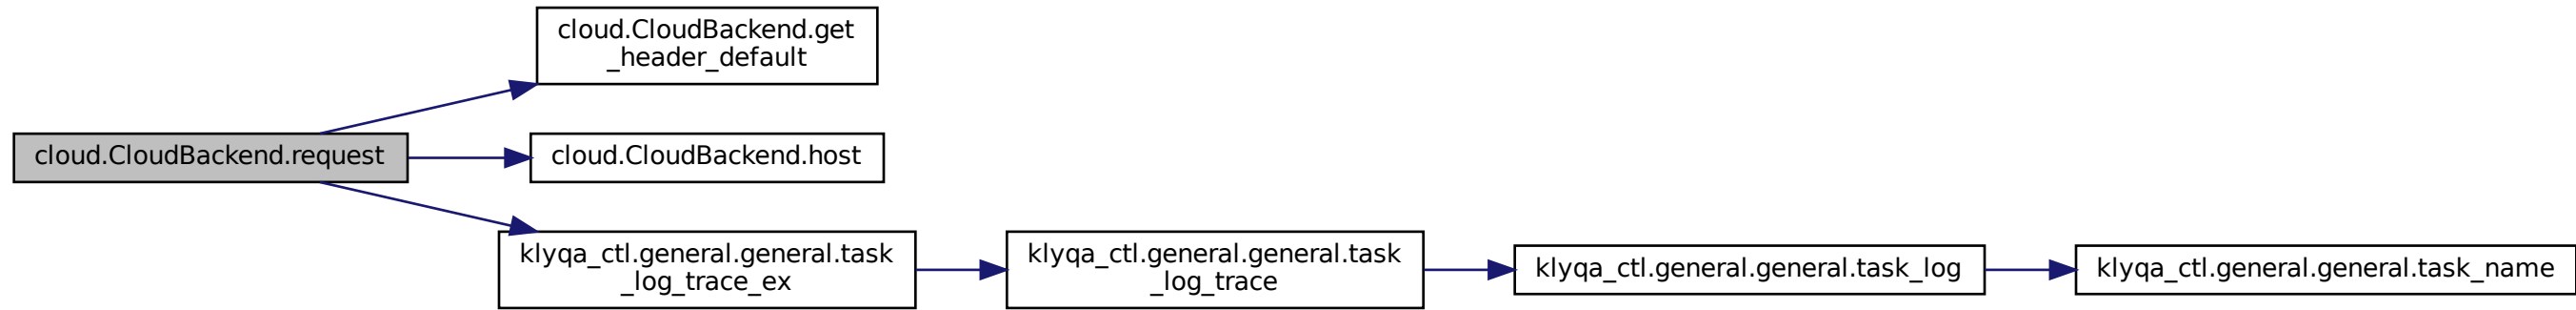 cloud.CloudBackend.get
_header_default
cloud.CloudBackend.request
cloud.CloudBackend.host
klyqa_ctl.general.general.task
_log_trace_ex
klyqa_ctl.general.general.task
_log_trace
klyqa_ctl.general.general.task_log
klyqa_ctl.general.general.task_name